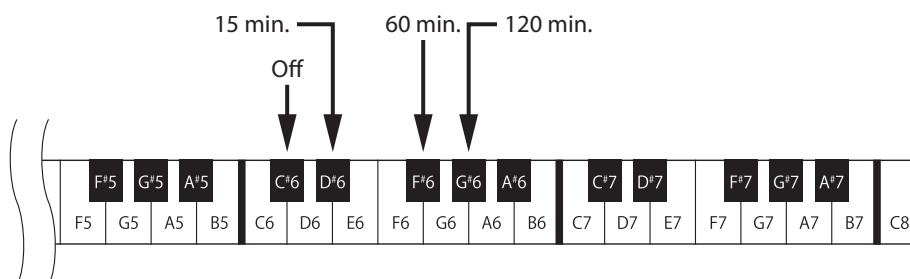 15 min. 60 min. 120 min.
Off
F#5 G#5 A#5 C#6 D#6 F#6 G#6 A#6 C#7 D#7 F#7 G#7 A#7
F5 G5 A5 B5 C6 D6 E6 F6 G6 A6 B6 C7 D7 E7 F7 G7 A7 B7 C8